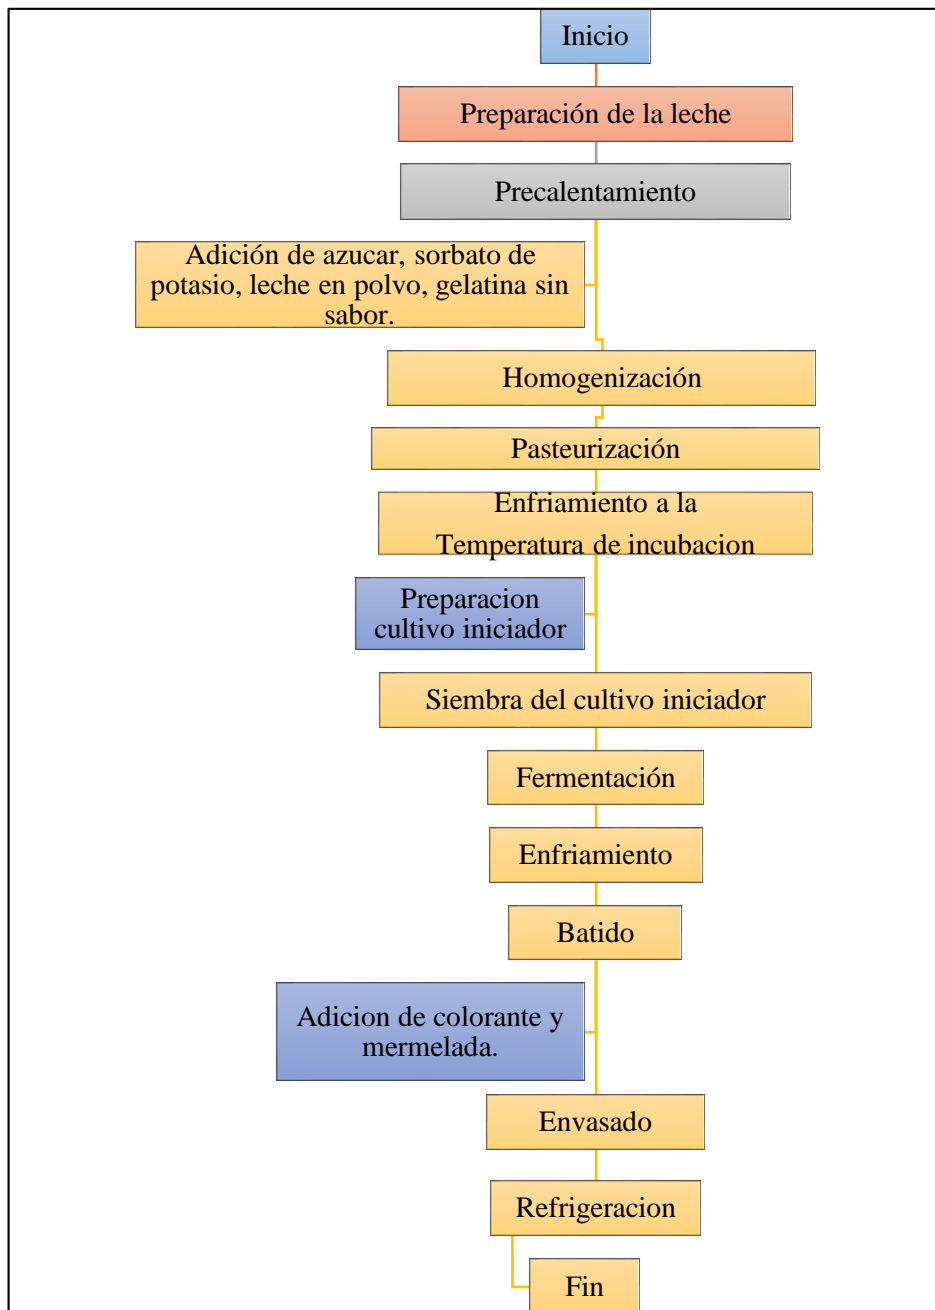 Inicio
Preparación de la leche
Precalentamiento
Adición de azucar, sorbato de
potasio, leche en polvo, gelatina sin
sabor.
Homogenización
Pasteurización
Enfriamiento a la
Temperatura de incubacion
Preparacion
cultivo iniciador
Siembra del cultivo iniciador
Fermentación
Enfriamiento
Batido
Adicion de colorante y
mermelada.
Envasado
Refrigeracion
Fin